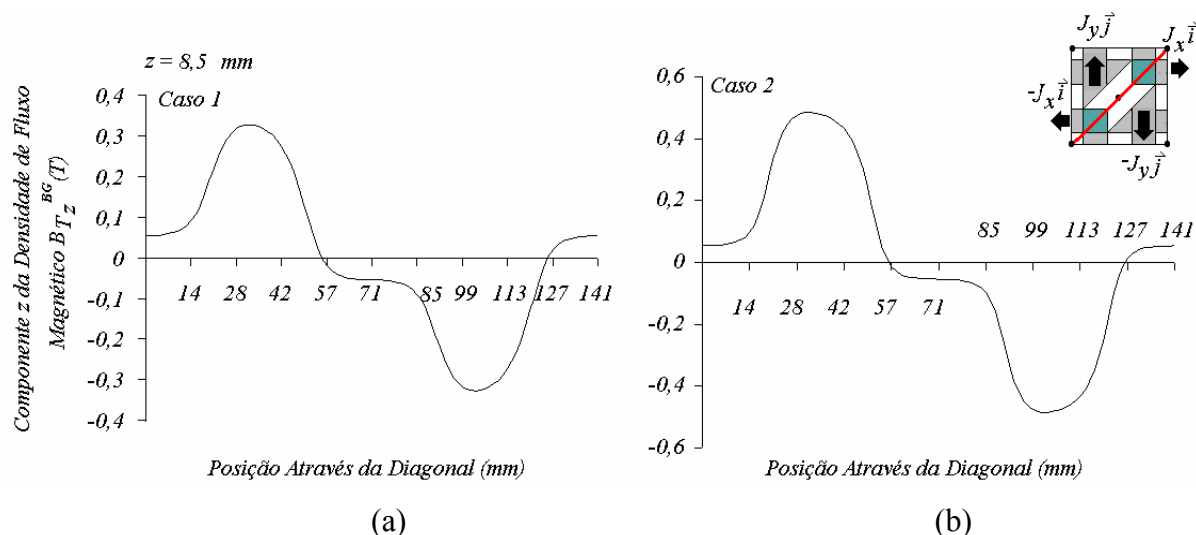 Componente z da Densidade de Fluxo
Magnético B_{T_z}^{BG} (T)
z = 8,5 mm
Caso 1
0,4
0,3
0,2
0,1
0
-0,1
-0,2
-0,3
-0,4
14 28 42 57 71 85 99 113 127 141
Posição Através da Diagonal (mm)
(a)
Caso 2
0,6
0,4
0,2
0
-0,2
-0,4
-0,6
14 28 42 57 71
85 99 113 127 141
J_y j⃗
J_x i⃗
-J_x i⃗
-J_y j⃗
Posição Através da Diagonal (mm)
(b)